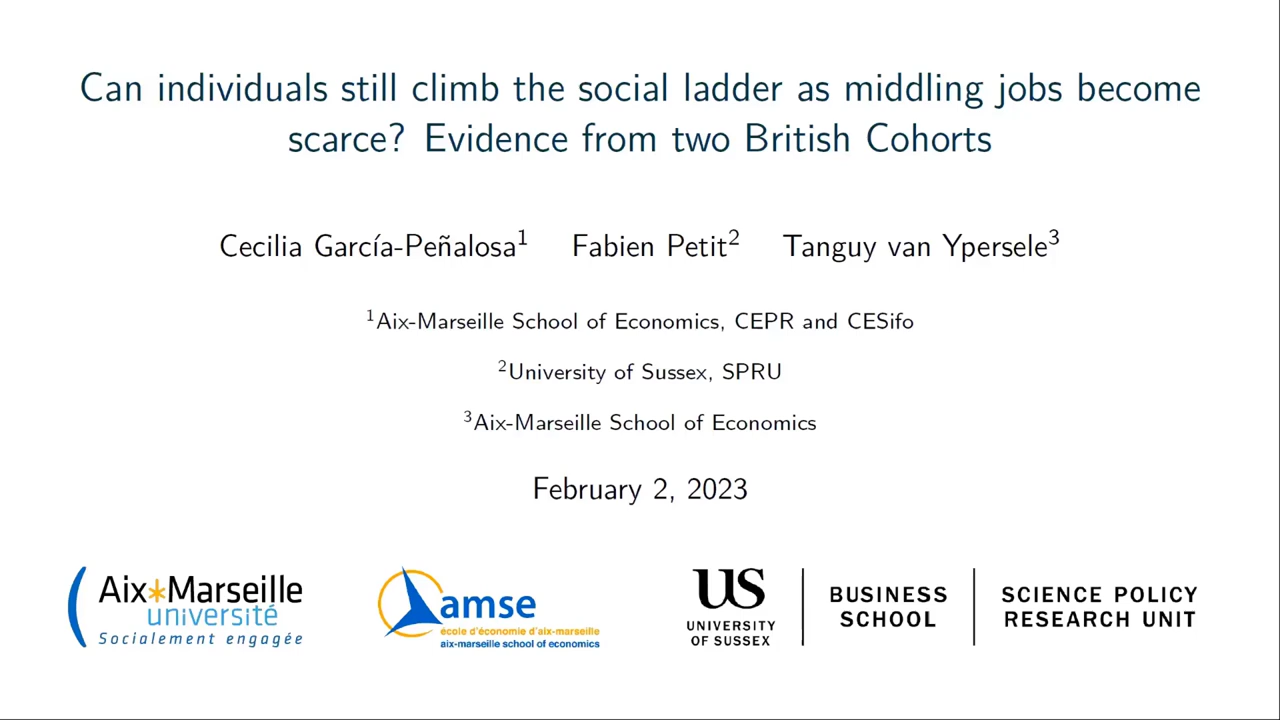 Can individuals still climb the social ladder as middling jobs become
scarce? Evidence from two British Cohorts
Cecilia García-Peñalosa¹ Fabien Petit² Tanguy van Ypersele³
¹Aix-Marseille School of Economics, CEPR and CESifo
²University of Sussex, SPRU
³Aix-Marseille School of Economics
February 2, 2023
Aix*Marseille
université
Socialement engagée
amse
école d'économie d'aix-marseille
aix-marseille school of economics
US
UNIVERSITY
OF SUSSEX
BUSINESS
SCHOOL
SCIENCE POLICY
RESEARCH UNIT